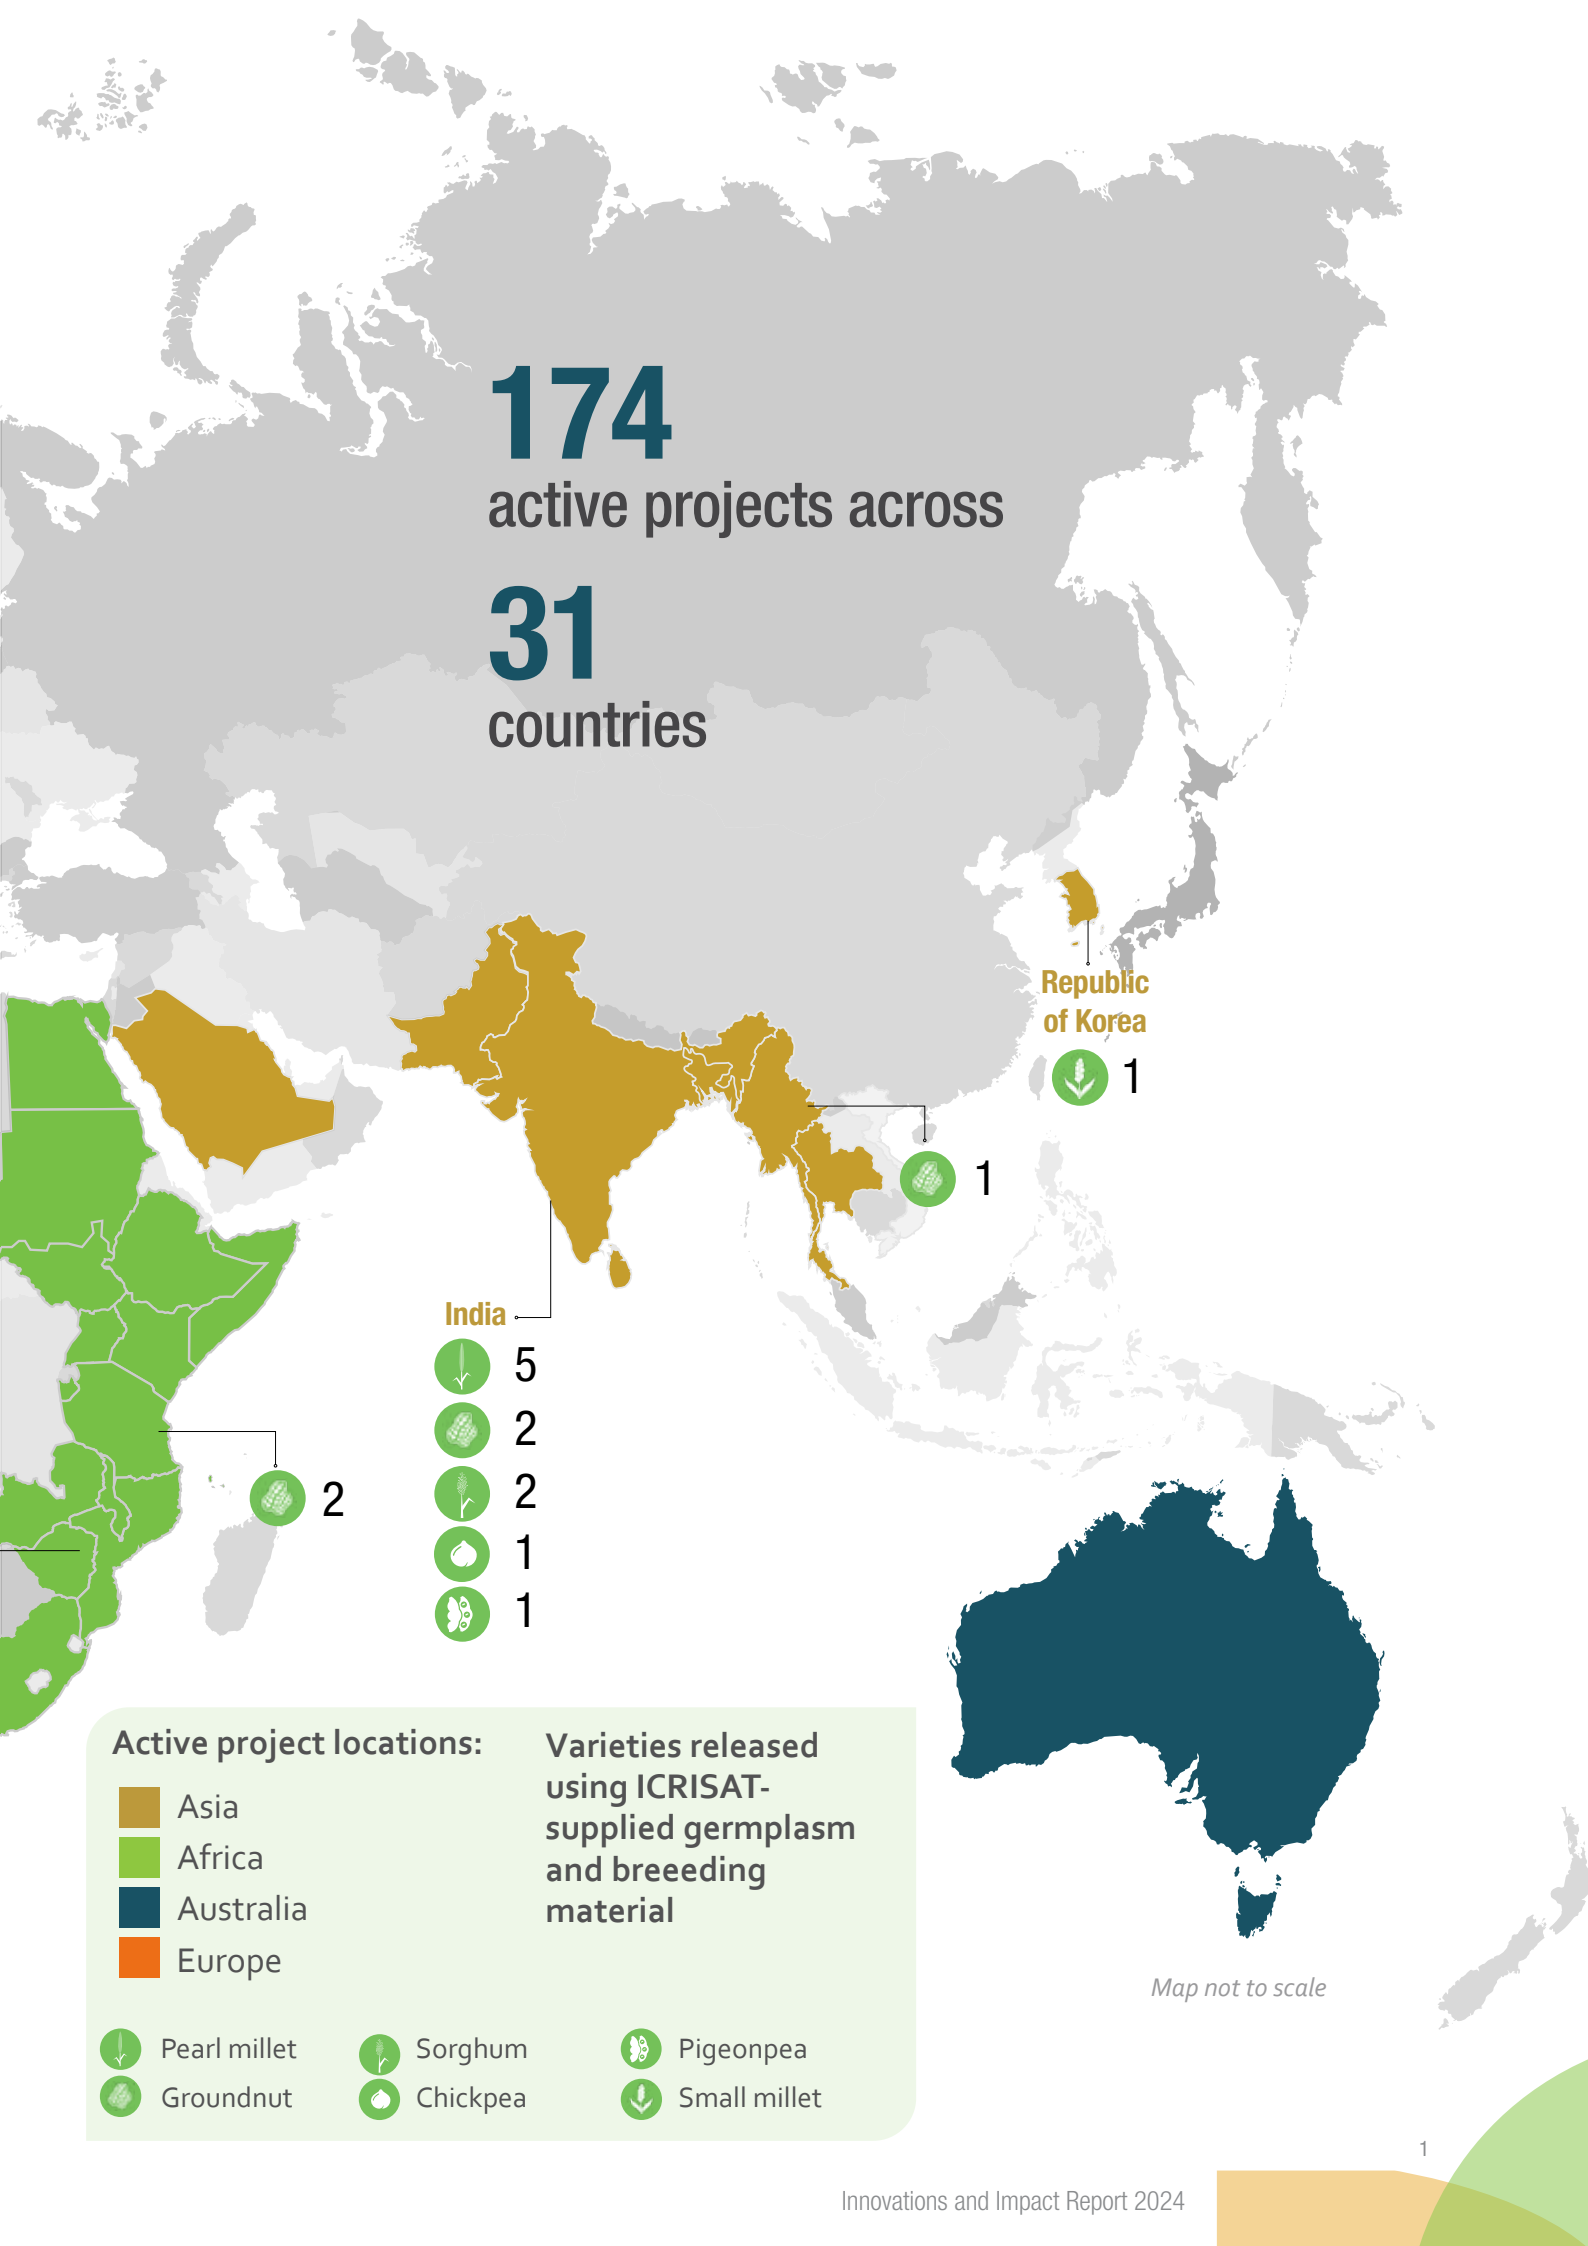 174
active projects across
31
countries
Republic
of Korea
1
1
India
5
2
2
1
1
2
Active project locations:
Asia
Africa
Australia
Europe
Varieties released
using ICRISAT-
supplied germplasm
and breeeding
material
Pearl millet
Sorghum
Pigeonpea
Groundnut
Chickpea
Small millet
Map not to scale
1
Innovations and Impact Report 2024